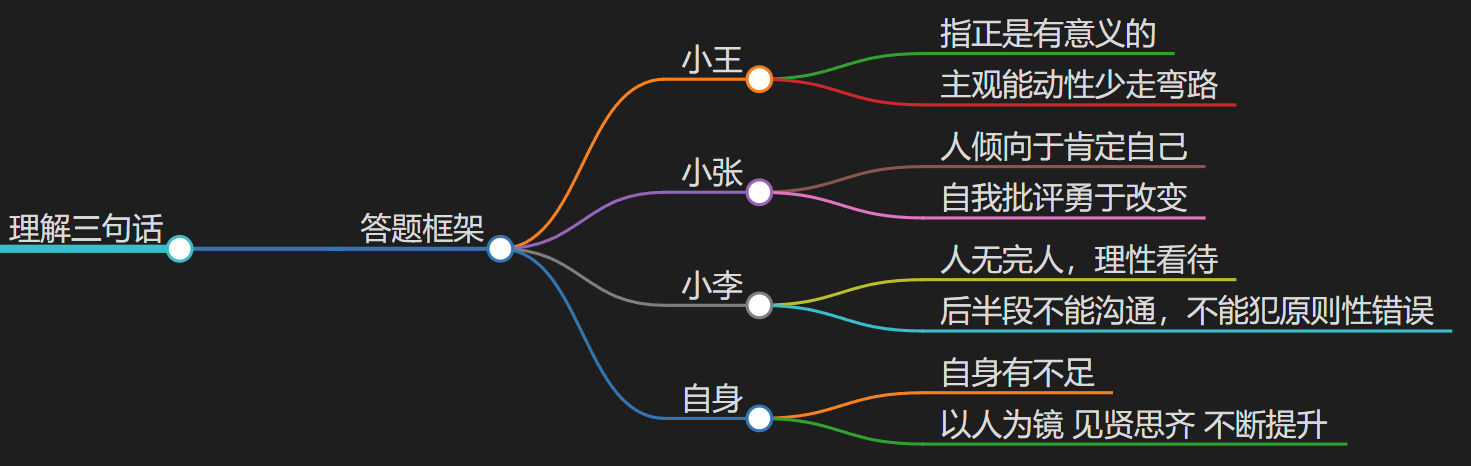 理解三句话
答题框架
小王
指正是有意义的
主观能动性少走弯路
小张
人倾向于肯定自己
自我批评勇于改变
小李
人无完人，理性看待
后半段不能沟通，不能犯原则性错误
自身
自身有不足
以人为镜 见贤思齐 不断提升